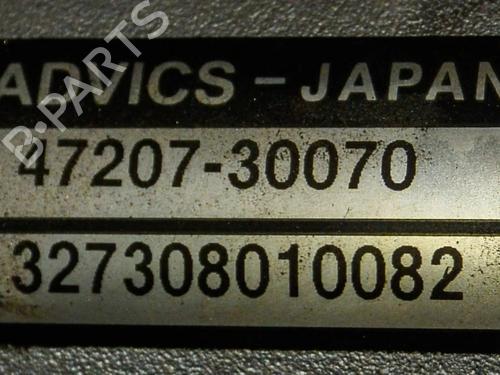 ADVICS - JAPAN
47207-30070
327308010082
B-PARTS